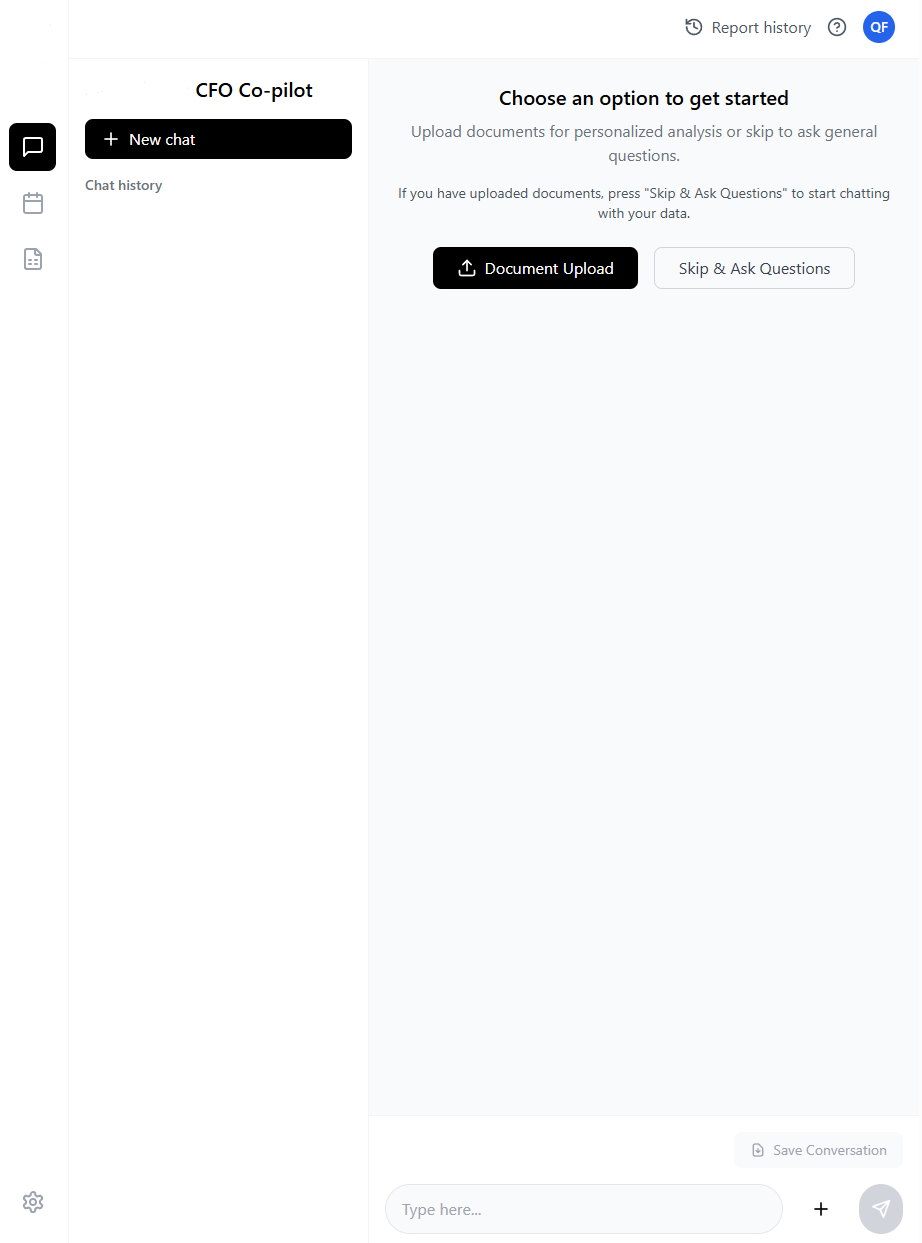 Report history
QF
CFO Co-pilot
New chat
Chat history
Choose an option to get started
Upload documents for personalized analysis or skip to ask general
questions.
If you have uploaded documents, press "Skip & Ask Questions" to start chatting
with your data.
Document Upload
Skip & Ask Questions
Save Conversation
Type here...